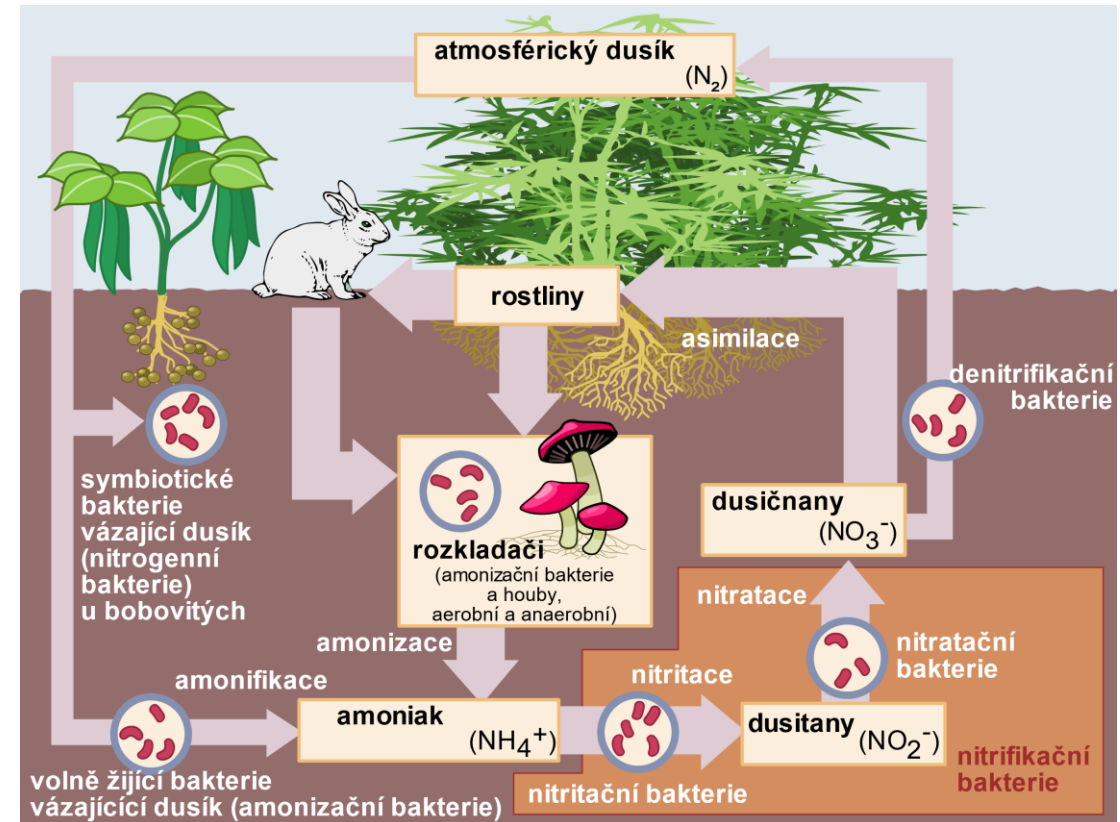 atmosférický dusík
(N₂)
rostliny
asimilace
denitrifikační
bakterie
symbiotické
bakterie
vázající dusík
(nitrogenní
bakterie)
u bobovitých
rozkladači
(amonizační bakterie
a houby,
aerobní a anaerobní)
dusičnany
(NO₃⁻)
nitratace
nitratační
bakterie
amonizace
amonifikace
nitritace
amoniak
(NH₄⁺)
dusitany
(NO₂⁻)
nitrifikační
bakterie
volně žijící bakterie
vázajícící dusík (amonizační bakterie)
nitritační bakterie